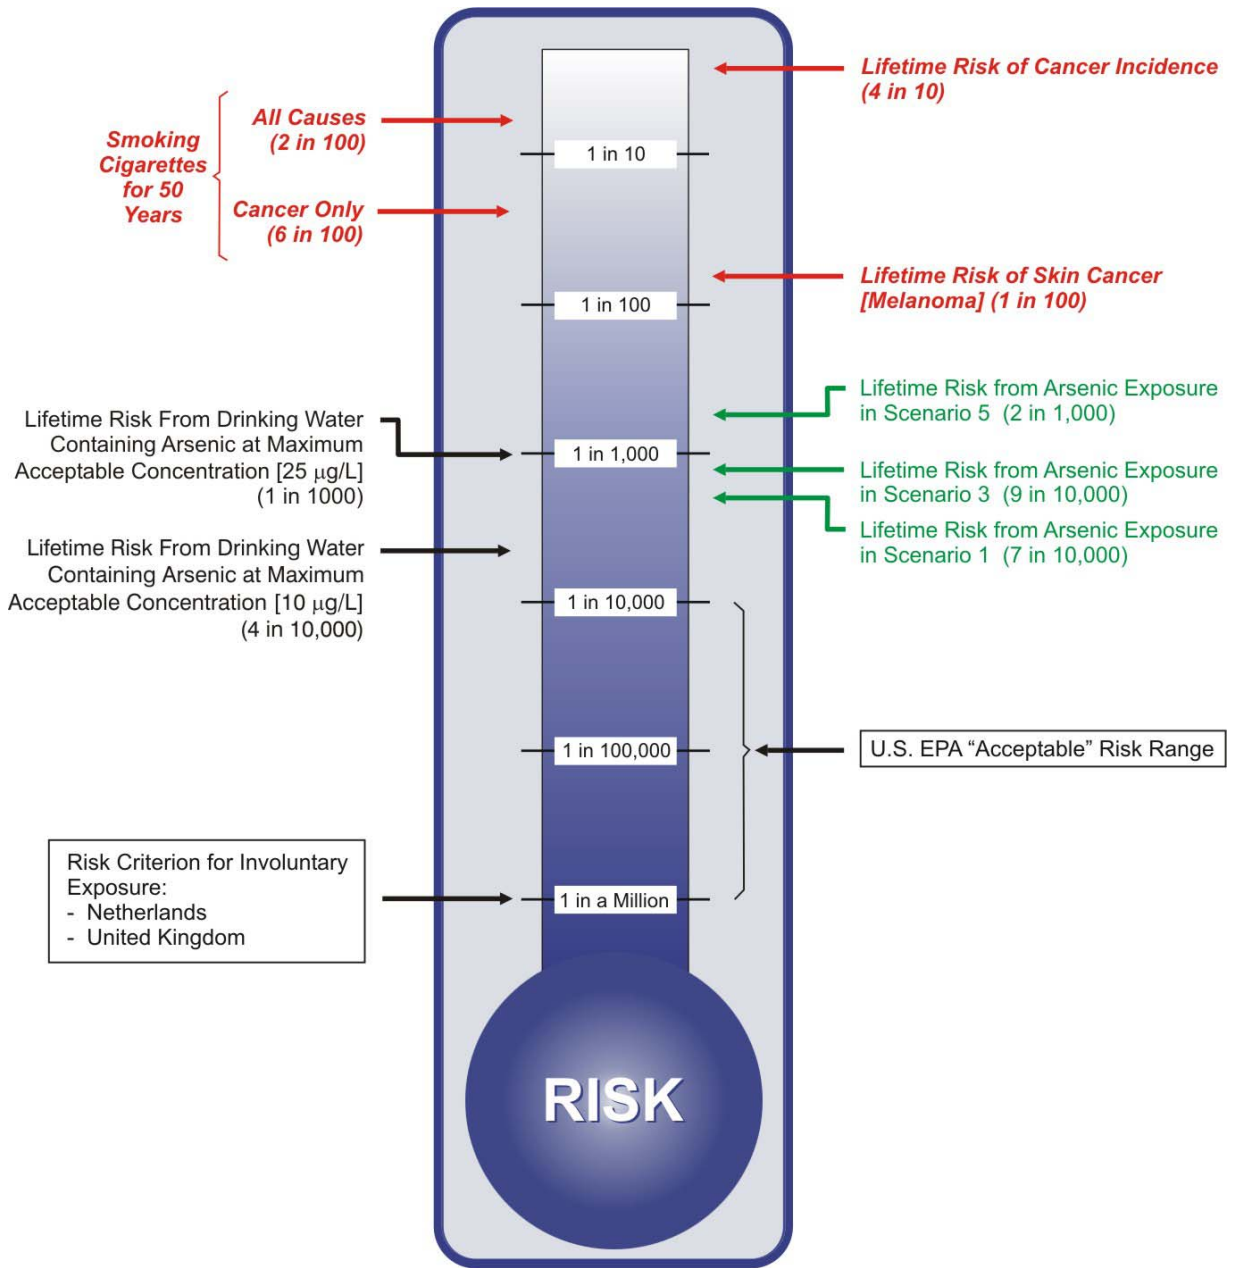 Lifetime Risk of Cancer Incidence
(4 in 10)
Smoking
Cigarettes
for 50
Years
All Causes
(2 in 100)
1 in 10
Cancer Only
(6 in 100)
Lifetime Risk of Skin Cancer
[Melanoma] (1 in 100)
1 in 100
Lifetime Risk from Arsenic Exposure
in Scenario 5 (2 in 1,000)
Lifetime Risk From Drinking Water
Containing Arsenic at Maximum
Acceptable Concentration [25 µg/L]
(1 in 1000)
1 in 1,000
Lifetime Risk from Arsenic Exposure
in Scenario 3 (9 in 10,000)
Lifetime Risk from Arsenic Exposure
in Scenario 1 (7 in 10,000)
Lifetime Risk From Drinking Water
Containing Arsenic at Maximum
Acceptable Concentration [10 µg/L]
(4 in 10,000)
1 in 10,000
1 in 100,000
U.S. EPA “Acceptable” Risk Range
Risk Criterion for Involuntary
Exposure:
- Netherlands
- United Kingdom
1 in a Million
RISK